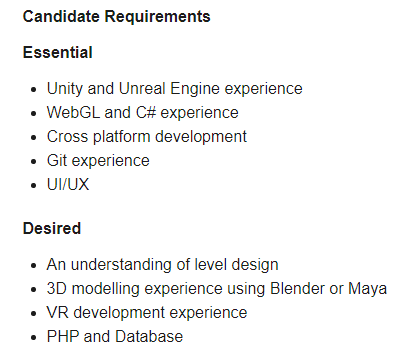 Candidate Requirements
Essential
• Unity and Unreal Engine experience
• WebGL and C# experience
• Cross platform development
• Git experience
• UI/UX
Desired
• An understanding of level design
• 3D modelling experience using Blender or Maya
• VR development experience
• PHP and Database